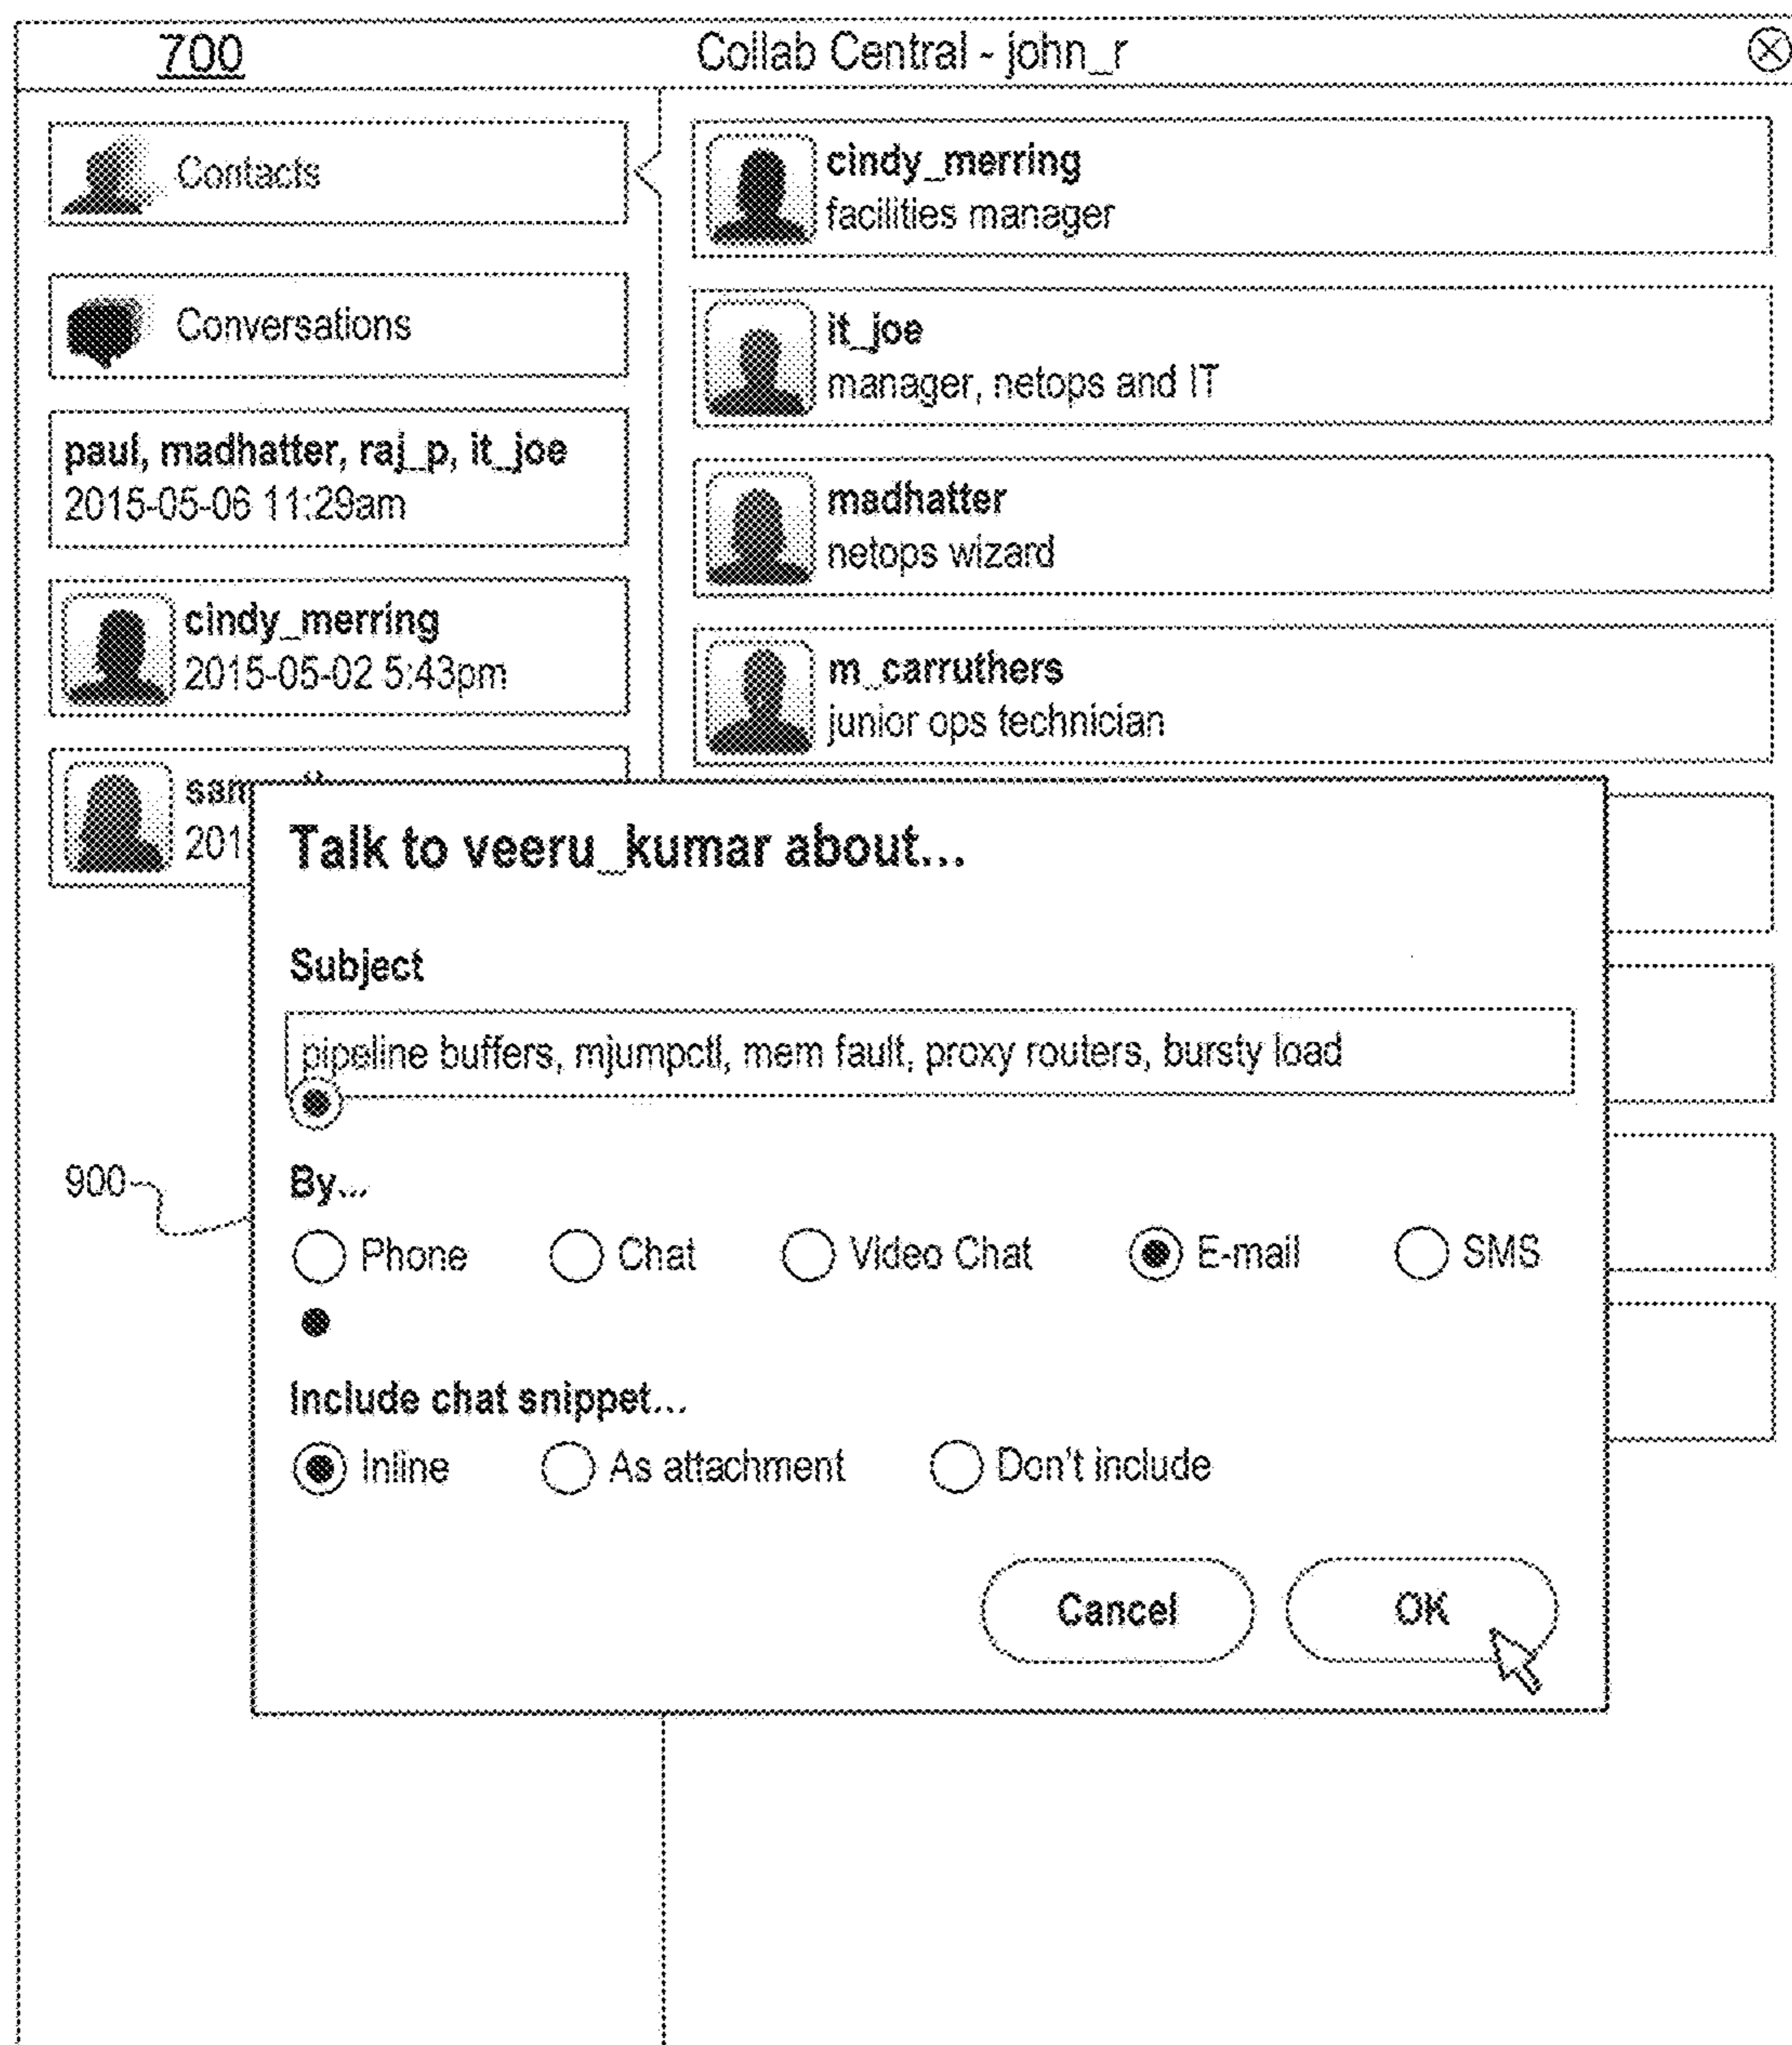 700
Collab Central - john_r
Contacts
Conversations
paul, madhatter, raj_p, it_joe
2015-05-06 11:29am
cindy_merring
2015-05-02 5:43pm
cindy_merring
facilities manager
it_joe
manager, netops and IT
madhatter
netops wizard
m_carruthers
junior ops technician
Talk to veeru_kumar about...
Subject
pipeline buffers, mjumpctl, mem fault, proxy routers, bursty load
900
By...
Phone Chat Video Chat E-mail SMS
Include chat snippet...
Inline As attachment Don't include
Cancel OK